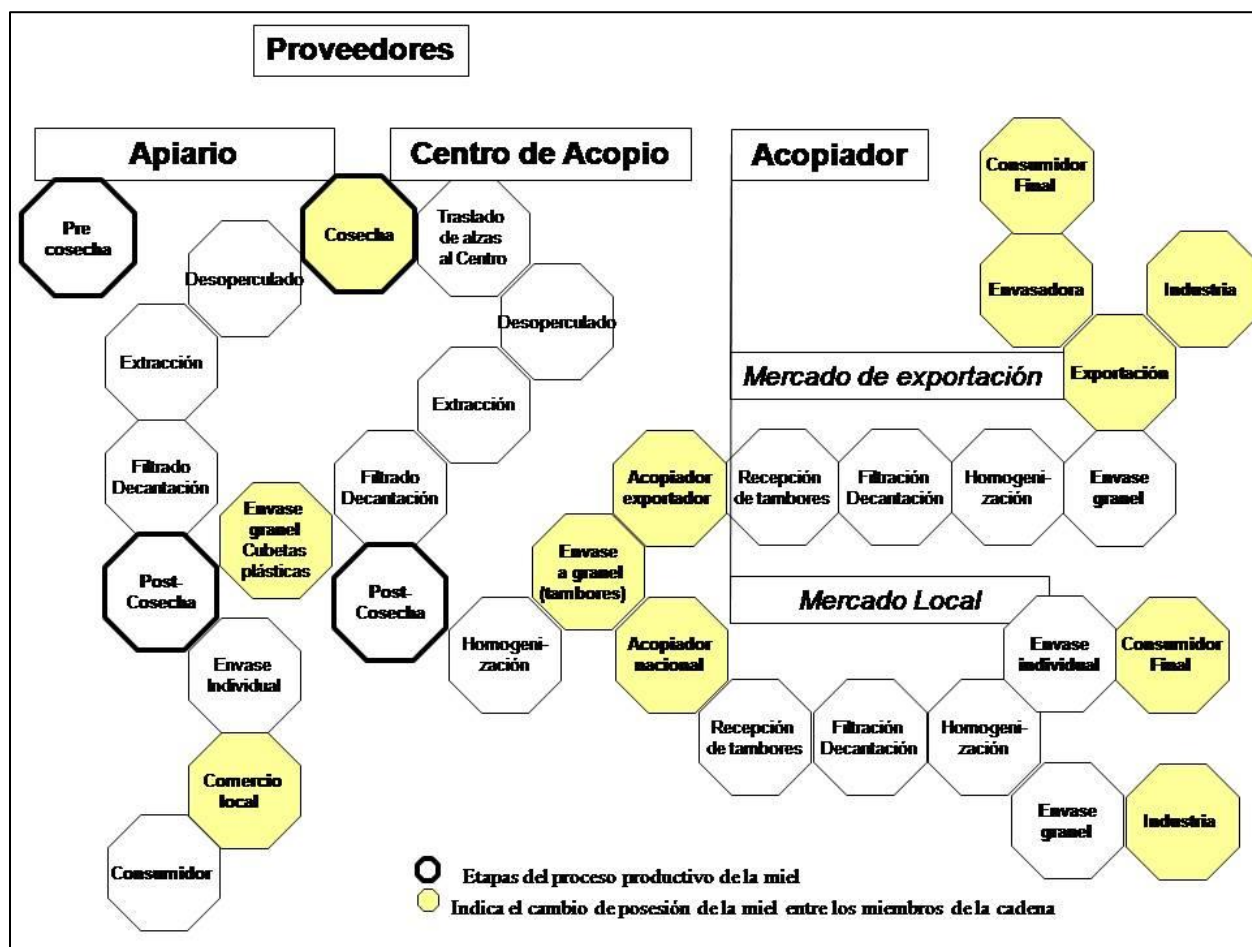 Proveedores
Apiario
Centro de Acopio
Acopiador
Pre
cosecha
Desoperculado
Cosecha
Traslado
de alzas
al Centro
Desoperculado
Extracción
Extracción
Filtrado
Decantación
Filtrado
Decantación
Envase
granel
Cubetas
plásticas
Post-
Cosecha
Post-
Cosecha
Envase
Individual
Comercio
local
Consumidor
Homogeni-
zación
Envase
a granel
(tambores)
Acopiador
exportador
Acopiador
nacional
Consumidor
Final
Envasadora
Industria
Mercado de exportación
Exportación
Recepción
de tambores
Filtración
Decantación
Homogeni-
zación
Envase
granel
Mercado Local
Envase
individual
Consumidor
Final
Recepción
de tambores
Filtración
Decantación
Homogeni-
zación
Envase
granel
Industria
Etapas del proceso productivo de la miel
Indica el cambio de posesión de la miel entre los miembros de la cadena